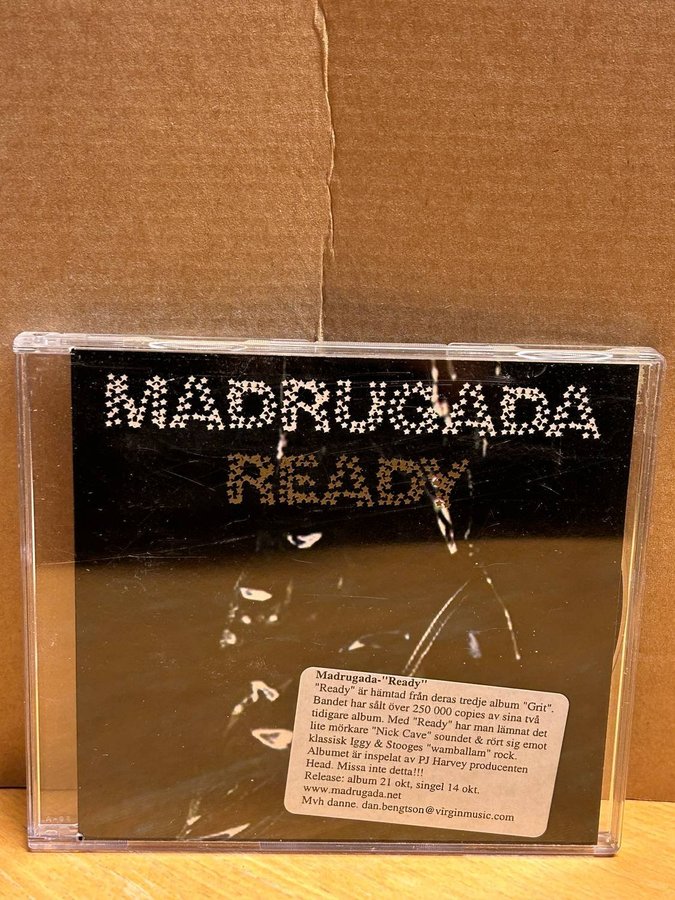 MADRUGADA
READY
Madrugada-"Ready"
"Ready" är hämtad från deras tredje album "Grit".
Bandet har sålt över 250 000 copies av sina två
tidigare album. Med "Ready" har man lämnat det
lite mörkare "Nick Cave" soundet & rört sig emot
klassisk Iggy & Stooges "wamballam" rock.
Albumet är inspelat av PJ Harvey producenten
Head. Missa inte detta!!!
Release: album 21 okt, singel 14 okt.
www.madrugada.net
Mvh danne. dan.bengtson@virginmusic.com